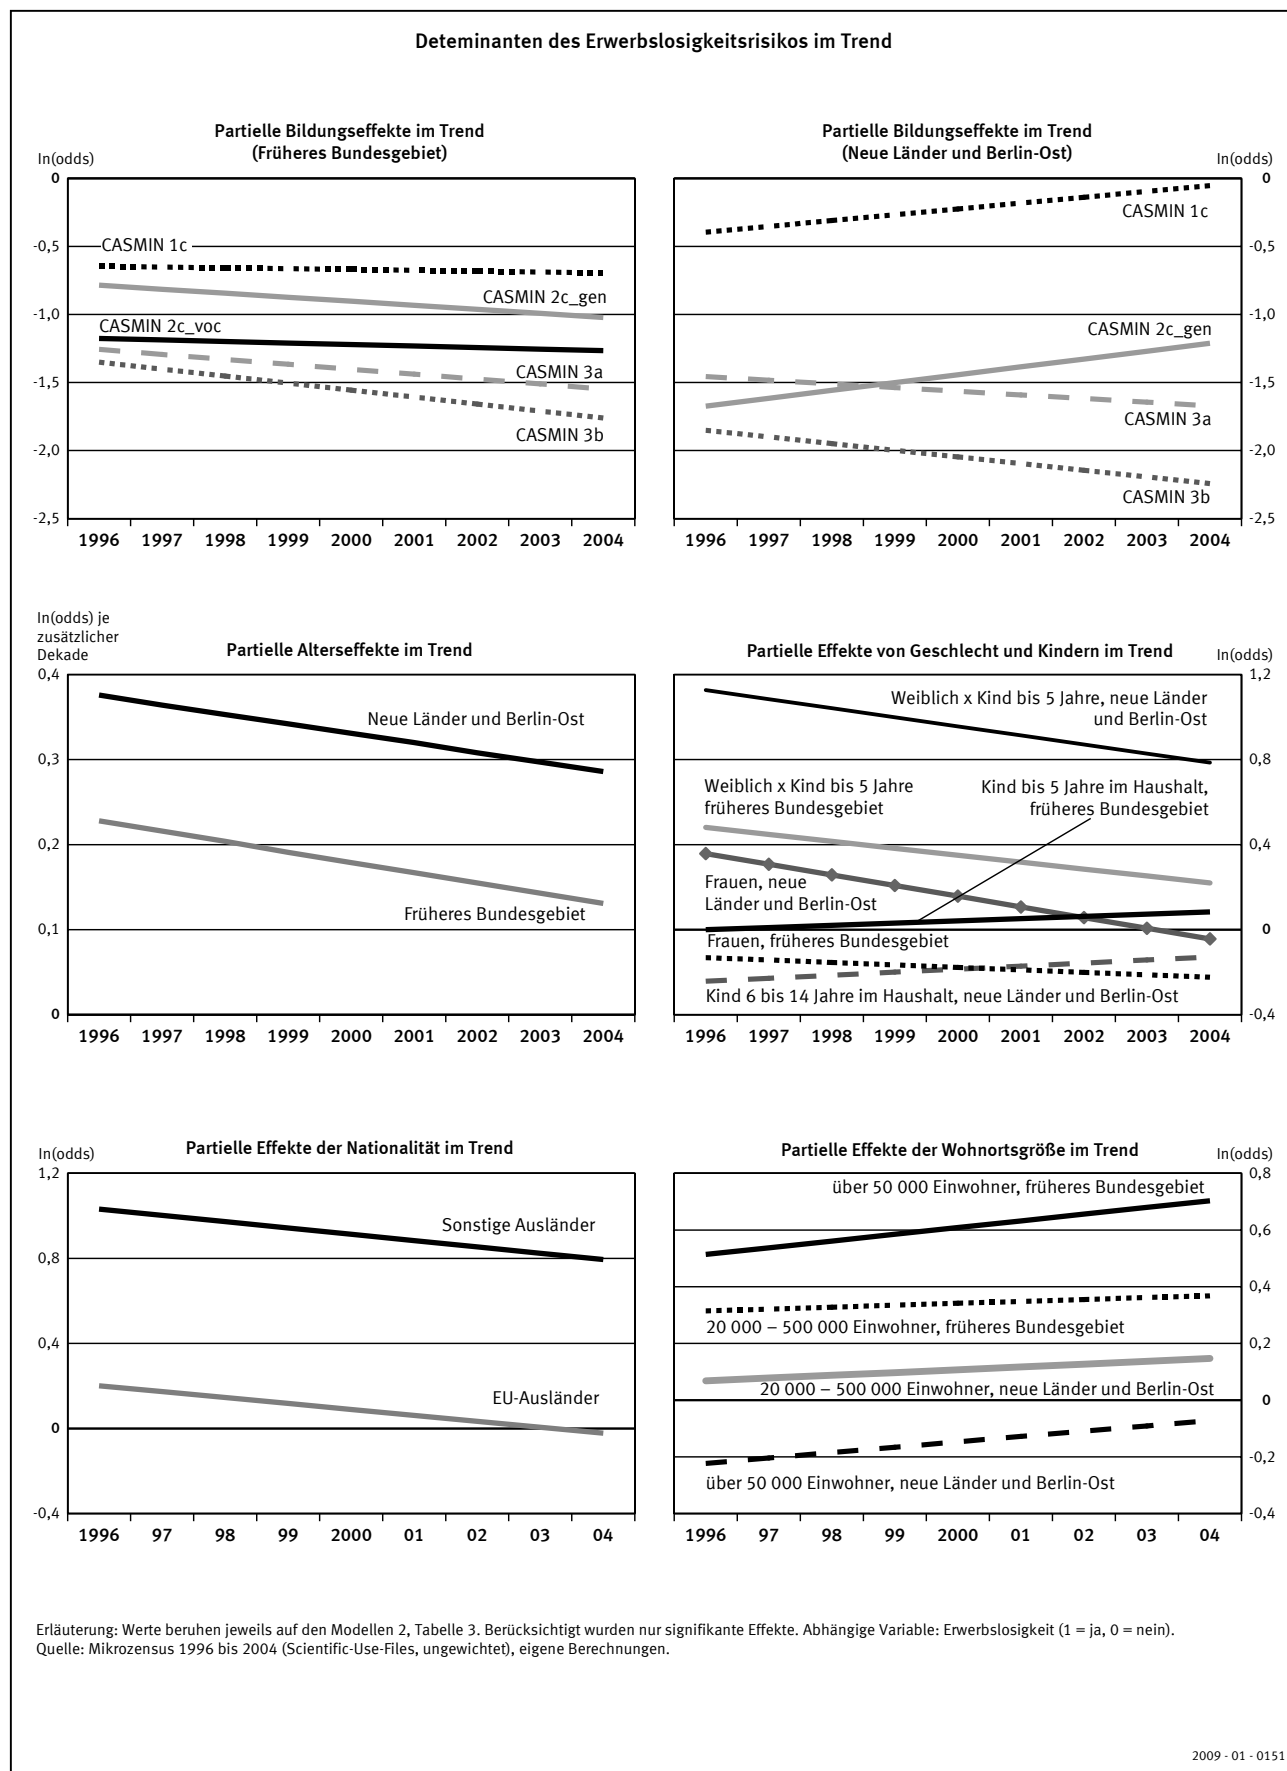 Deteminanten des Erwerbslosigkeitsrisikos im Trend
Partielle Bildungseffekte im Trend
(Früheres Bundesgebiet)
ln(odds)
0
-0,5
-1,0
-1,5
-2,0
-2,5
CASMIN 1c
CASMIN 2c_gen
CASMIN 2c_voc
CASMIN 3a
CASMIN 3b
1996 1997 1998 1999 2000 2001 2002 2003 2004
Partielle Bildungseffekte im Trend
(Neue Länder und Berlin-Ost)
ln(odds)
0
-0,5
-1,0
-1,5
-2,0
-2,5
CASMIN 1c
CASMIN 2c_gen
CASMIN 3a
CASMIN 3b
1996 1997 1998 1999 2000 2001 2002 2003 2004
ln(odds) je
zusätzlicher
Dekade
Partielle Alterseffekte im Trend
0,4
0,3
0,2
0,1
0
Neue Länder und Berlin-Ost
Früheres Bundesgebiet
1996 1997 1998 1999 2000 2001 2002 2003 2004
Partielle Effekte von Geschlecht und Kindern im Trend
ln(odds)
1,2
0,8
0,4
0
-0,4
Weiblich x Kind bis 5 Jahre, neue Länder
und Berlin-Ost
Weiblich x Kind bis 5 Jahre
früheres Bundesgebiet
Kind bis 5 Jahre im Haushalt,
früheres Bundesgebiet
Frauen, neue
Länder und Berlin-Ost
Frauen, früheres Bundesgebiet
Kind 6 bis 14 Jahre im Haushalt, neue Länder und Berlin-Ost
1996 1997 1998 1999 2000 2001 2002 2003 2004
Partielle Effekte der Nationalität im Trend
ln(odds)
1,2
0,8
0,4
0
-0,4
Sonstige Ausländer
EU-Ausländer
1996 97 98 99 2000 01 02 03 04
Partielle Effekte der Wohnortsgröße im Trend
ln(odds)
0,8
0,6
0,4
0,2
0
-0,2
-0,4
über 50 000 Einwohner, früheres Bundesgebiet
20 000 – 500 000 Einwohner, früheres Bundesgebiet
20 000 – 500 000 Einwohner, neue Länder und Berlin-Ost
über 50 000 Einwohner, neue Länder und Berlin-Ost
1996 97 98 99 2000 01 02 03 04
Erläuterung: Werte beruhen jeweils auf den Modellen 2, Tabelle 3. Berücksichtigt wurden nur signifikante Effekte. Abhängige Variable: Erwerbslosigkeit (1 = ja, 0 = nein).
Quelle: Mikrozensus 1996 bis 2004 (Scientific-Use-Files, ungewichtet), eigene Berechnungen.
2009 - 01 - 0151